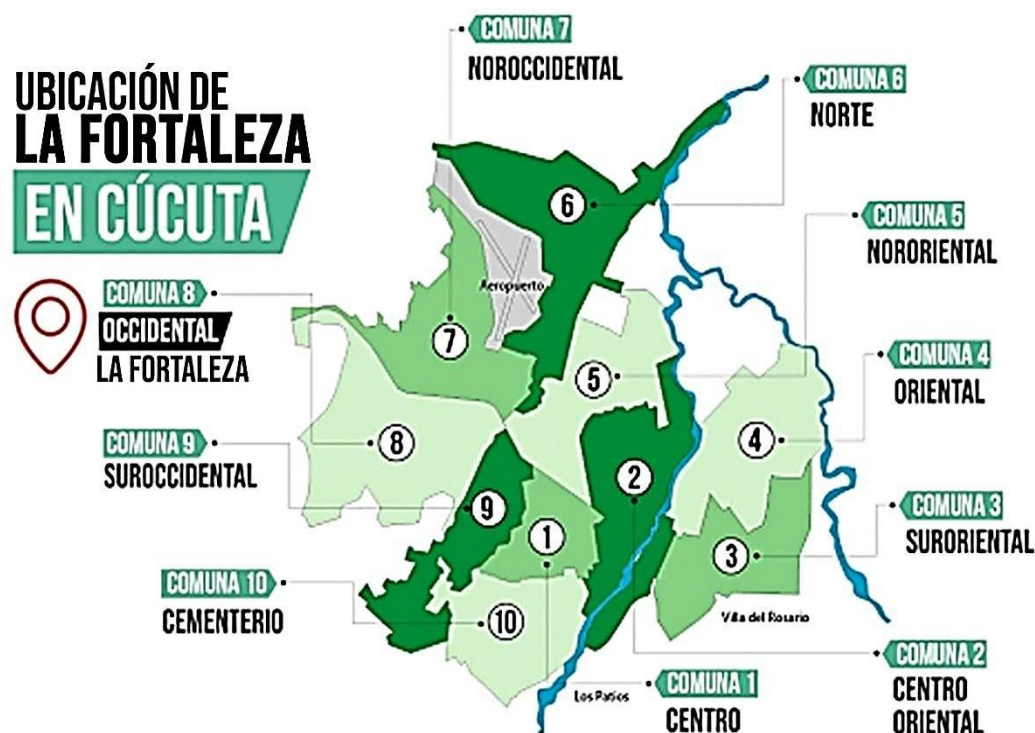 UBICACIÓN DE
LA FORTALEZA
EN CÚCUTA
COMUNA 7
NOROCCIDENTAL
COMUNA 6
NORTE
COMUNA 5
NORORIENTAL
COMUNA 8
OCCIDENTAL
LA FORTALEZA
COMUNA 4
ORIENTAL
COMUNA 9
SUROCCIDENTAL
COMUNA 3
SURORIENTAL
COMUNA 10
CEMENTERIO
COMUNA 2
CENTRO
ORIENTAL
COMUNA 1
CENTRO
6
Aeropuerto
7
5
8
4
2
9
1
3
10
Villa del Rosario
Los Patios